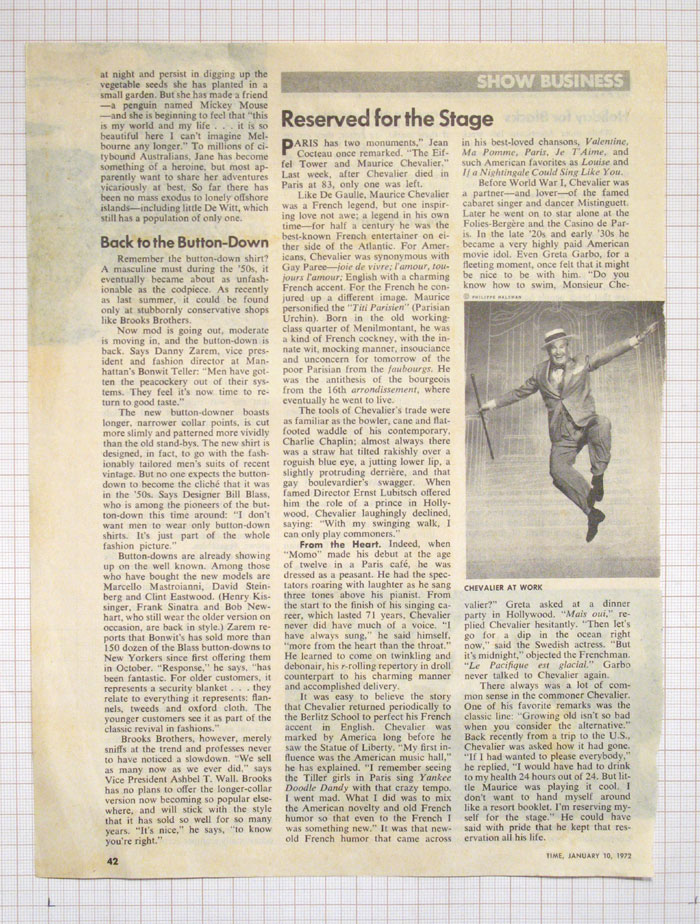 at night and persist in digging up the
vegetable seeds she has planted in a
small garden. But she has made a friend
—a penguin named Mickey Mouse
—and she is beginning to feel that "this
is my world and my life . . . it is so
beautiful here I can't imagine Mel-
bourne any longer." To millions of ci-
tybound Australians, Jane has become
something of a heroine, but most ap-
parently want to share her adventures
vicariously at best. So far there has
been no mass exodus to lonely offshore
islands—including little De Witt, which
still has a population of only one.
Back to the Button-Down
Remember the button-down shirt?
A masculine must during the '50s, it
eventually became about as unfash-
ionable as the codpiece. As recently
as last summer, it could be found
only at stubbornly conservative shops
like Brooks Brothers.
Now mod is going out, moderate
is moving in, and the button-down is
back. Says Danny Zarem, vice pres-
ident and fashion director at Man-
hattan's Bonwit Teller: "Men have got-
ten the peacockery out of their sys-
tems. They feel it's now time to re-
turn to good taste."
The new button-downer boasts
longer, narrower collar points, is cut
more slimly and patterned more vividly
than the old stand-bys. The new shirt is
designed, in fact, to go with the fash-
ionably tailored men's suits of recent
vintage. But no one expects the button-
down to become the cliché that it was
in the '50s. Says Designer Bill Blass,
who is among the pioneers of the but-
ton-down this time around: "I don't
want men to wear only button-down
shirts. It's just part of the whole
fashion picture."
Button-downs are already showing
up on the well known. Among those
who have bought the new models are
Marcello Mastroianni, David Stein-
berg and Clint Eastwood. (Henry Kis-
singer, Frank Sinatra and Bob New-
hart, who still wear the older version on
occasion, are back in style.) Zarem re-
ports that Bonwit's has sold more than
150 dozen of the Blass button-downs to
New Yorkers since first offering them
in October. "Response," he says, "has
been fantastic. For older customers, it
represents a security blanket . . . they
relate to everything it represents: flan-
nels, tweeds and oxford cloth. The
younger customers see it as part of the
classic revival in fashions."
Brooks Brothers, however, merely
sniffs at the trend and professes never
to have noticed a slowdown. "We sell
as many now as we ever did," says
Vice President Ashbel T. Wall. Brooks
has no plans to offer the longer-collar
version now becoming so popular else-
where, and will stick with the style
that it has sold so well for so many
years. "It's nice," he says, "to know
you're right."
42
SHOW BUSINESS
Reserved for the Stage
PARIS has two monuments," Jean
Cocteau once remarked. "The Eif-
fel Tower and Maurice Chevalier."
Last week, after Chevalier died in
Paris at 83, only one was left.
Like De Gaulle, Maurice Chevalier
was a French legend, but one inspir-
ing love not awe; a legend in his own
time—for half a century he was the
best-known French entertainer on ei-
ther side of the Atlantic. For Amer-
icans, Chevalier was synonymous with
Gay Paree—joie de vivre; l'amour, tou-
jours l'amour; English with a charming
French accent. For the French he con-
jured up a different image. Maurice
personified the "Titi Parisien" (Parisian
Urchin). Born in the old working-
class quarter of Menilmontant, he was
a kind of French cockney, with the in-
nate wit, mocking manner, insouciance
and unconcern for tomorrow of the
poor Parisian from the faubourgs. He
was the antithesis of the bourgeois
from the 16th arrondissement, where
eventually he went to live.
The tools of Chevalier's trade were
as familiar as the bowler, cane and flat-
footed waddle of his contemporary,
Charlie Chaplin; almost always there
was a straw hat tilted rakishly over a
roguish blue eye, a jutting lower lip, a
slightly protruding derrière, and that
gay boulevardier's swagger. When
famed Director Ernst Lubitsch offered
him the role of a prince in Holly-
wood, Chevalier laughingly declined,
saying: "With my swinging walk, I
can only play commoners."
From the Heart. Indeed, when
"Momo" made his debut at the age
of twelve in a Paris café, he was
dressed as a peasant. He had the spec-
tators roaring with laughter as he sang
three tones above his pianist. From
the start to the finish of his singing ca-
reer, which lasted 71 years, Chevalier
never did have much of a voice. "I
have always sung," he said himself,
"more from the heart than the throat."
He learned to come on twinkling and
debonair, his r-rolling repertory in droll
counterpart to his charming manner
and accomplished delivery.
It was easy to believe the story
that Chevalier returned periodically to
the Berlitz School to perfect his French
accent in English. Chevalier was
marked by America long before he
saw the Statue of Liberty. "My first in-
fluence was the American music hall,"
he has explained. "I remember seeing
the Tiller girls in Paris sing Yankee
Doodle Dandy with that crazy tempo.
I went mad. What I did was to mix
the American novelty and old French
humor so that even to the French I
was something new." It was that new-
old French humor that came across
in his best-loved chansons, Valentine,
Ma Pomme, Paris, Je T'Aime, and
such American favorites as Louise and
If a Nightingale Could Sing Like You.
Before World War I, Chevalier was
a partner—and lover—of the famed
cabaret singer and dancer Mistinguett.
Later he went on to star alone at the
Folies-Bergère and the Casino de Par-
is. In the late '20s and early '30s he
became a very highly paid American
movie idol. Even Greta Garbo, for a
fleeting moment, once felt that it might
be nice to be with him. "Do you
know how to swim, Monsieur Che-
© PHILIPPE HALSMAN
CHEVALIER AT WORK
valier?" Greta asked at a dinner
party in Hollywood. "Mais oui," re-
plied Chevalier hesitantly. "Then let's
go for a dip in the ocean right
now," said the Swedish actress. "But
it's midnight," objected the Frenchman.
"Le Pacifique est glacial." Garbo
never talked to Chevalier again.
There always was a lot of com-
mon sense in the commoner Chevalier.
One of his favorite remarks was the
classic line: "Growing old isn't so bad
when you consider the alternative."
Back recently from a trip to the U.S.,
Chevalier was asked how it had gone.
"If I had wanted to please everybody,"
he replied, "I would have had to drink
to my health 24 hours out of 24. But lit-
tle Maurice was playing it cool. I
don't want to hand myself around
like a resort booklet. I'm reserving my-
self for the stage." He could have
said with pride that he kept that res-
ervation all his life.
TIME, JANUARY 10, 1972